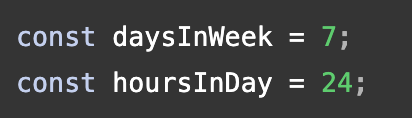 const daysInWeek = 7;
const hoursInDay = 24;